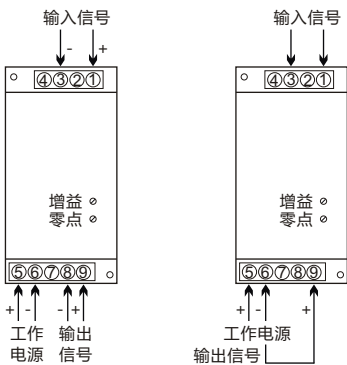 输入信号
- +
④③②①
增益
零点
⑤⑥⑦⑧⑨
+ - - +
工作 输出
电源 信号
输入信号
④③②①
增益
零点
⑤⑥⑦⑧⑨
+ - +
工作电源
输出信号